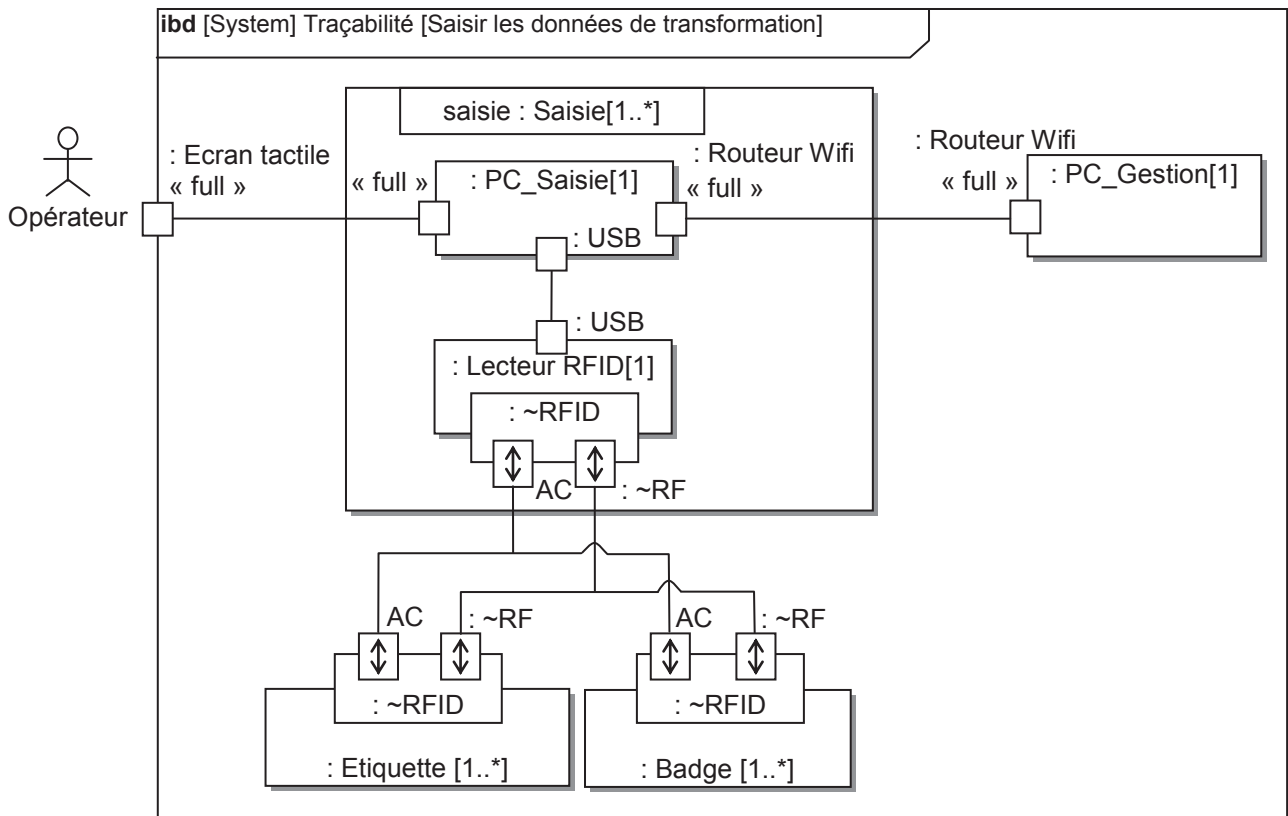 ibd [System] Traçabilité [Saisir les données de transformation]
saisie : Saisie[1..*]
: Ecran tactile
« full »
Opérateur
« full »
: PC_Saisie[1]
: Routeur Wifi
« full »
: Routeur Wifi
« full »
: PC_Gestion[1]
: USB
: USB
: Lecteur RFID[1]
: ~RFID
AC
: ~RF
AC
: ~RF
AC
: ~RF
: ~RFID
: ~RFID
: Etiquette [1..*]
: Badge [1..*]